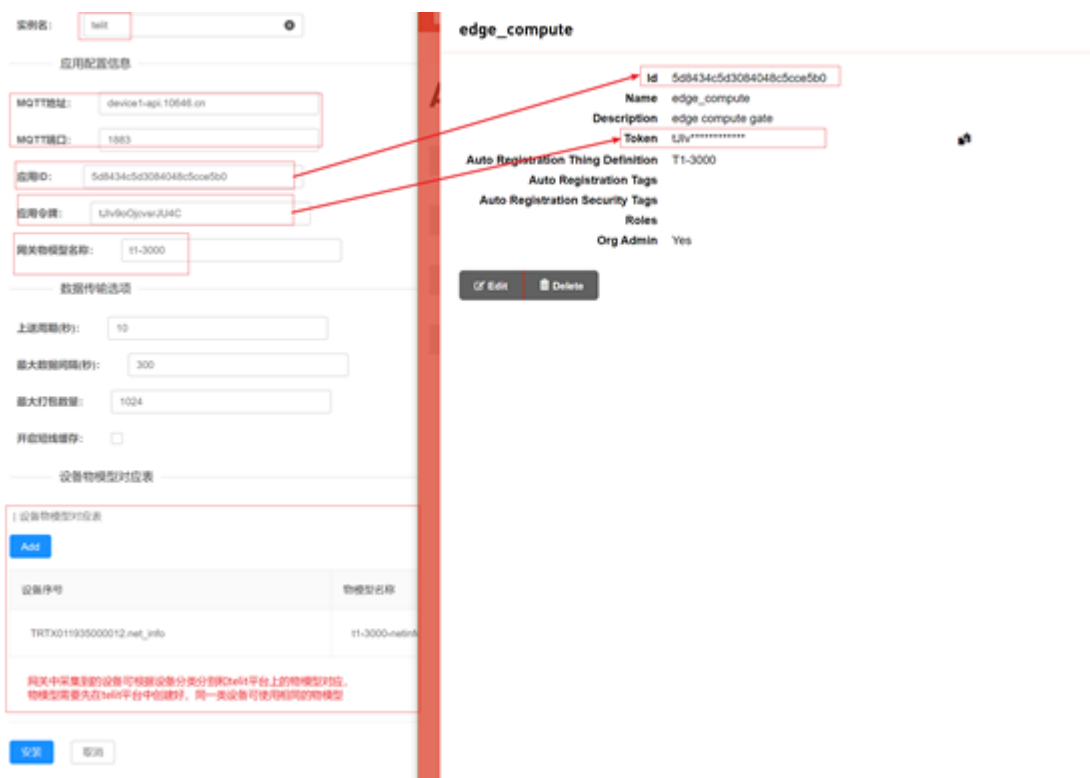 实例名: telit
应用配置信息
MQTT地址: device1-api.10646.cn
MQTT端口: 1883
应用ID: 5d8434c5d3084048c5cce5b0
应用令牌: tJIv9oOjcverJU4C
网关物模型名称: t1-3000
数据传输选项
上送周期(秒): 10
最大数据间隔(秒): 300
最大打包数量: 1024
开启短线缓存:
设备物模型对应表
| 设备物模型对应表
Add
设备序号 物模型名称
TRTX011935000012.net_info t1-3000-netinfo
网关中采集到的设备可根据设备分类分别和telit平台上的物模型对应,
物模型需要先在telit平台中创建好,同一类设备可使用相同的物模型
安装 取消
edge_compute
Id 5d8434c5d3084048c5cce5b0
Name edge_compute
Description edge compute gate
Token tJIv************
Auto Registration Thing Definition T1-3000
Auto Registration Tags
Auto Registration Security Tags
Roles
Org Admin Yes
Edit Delete